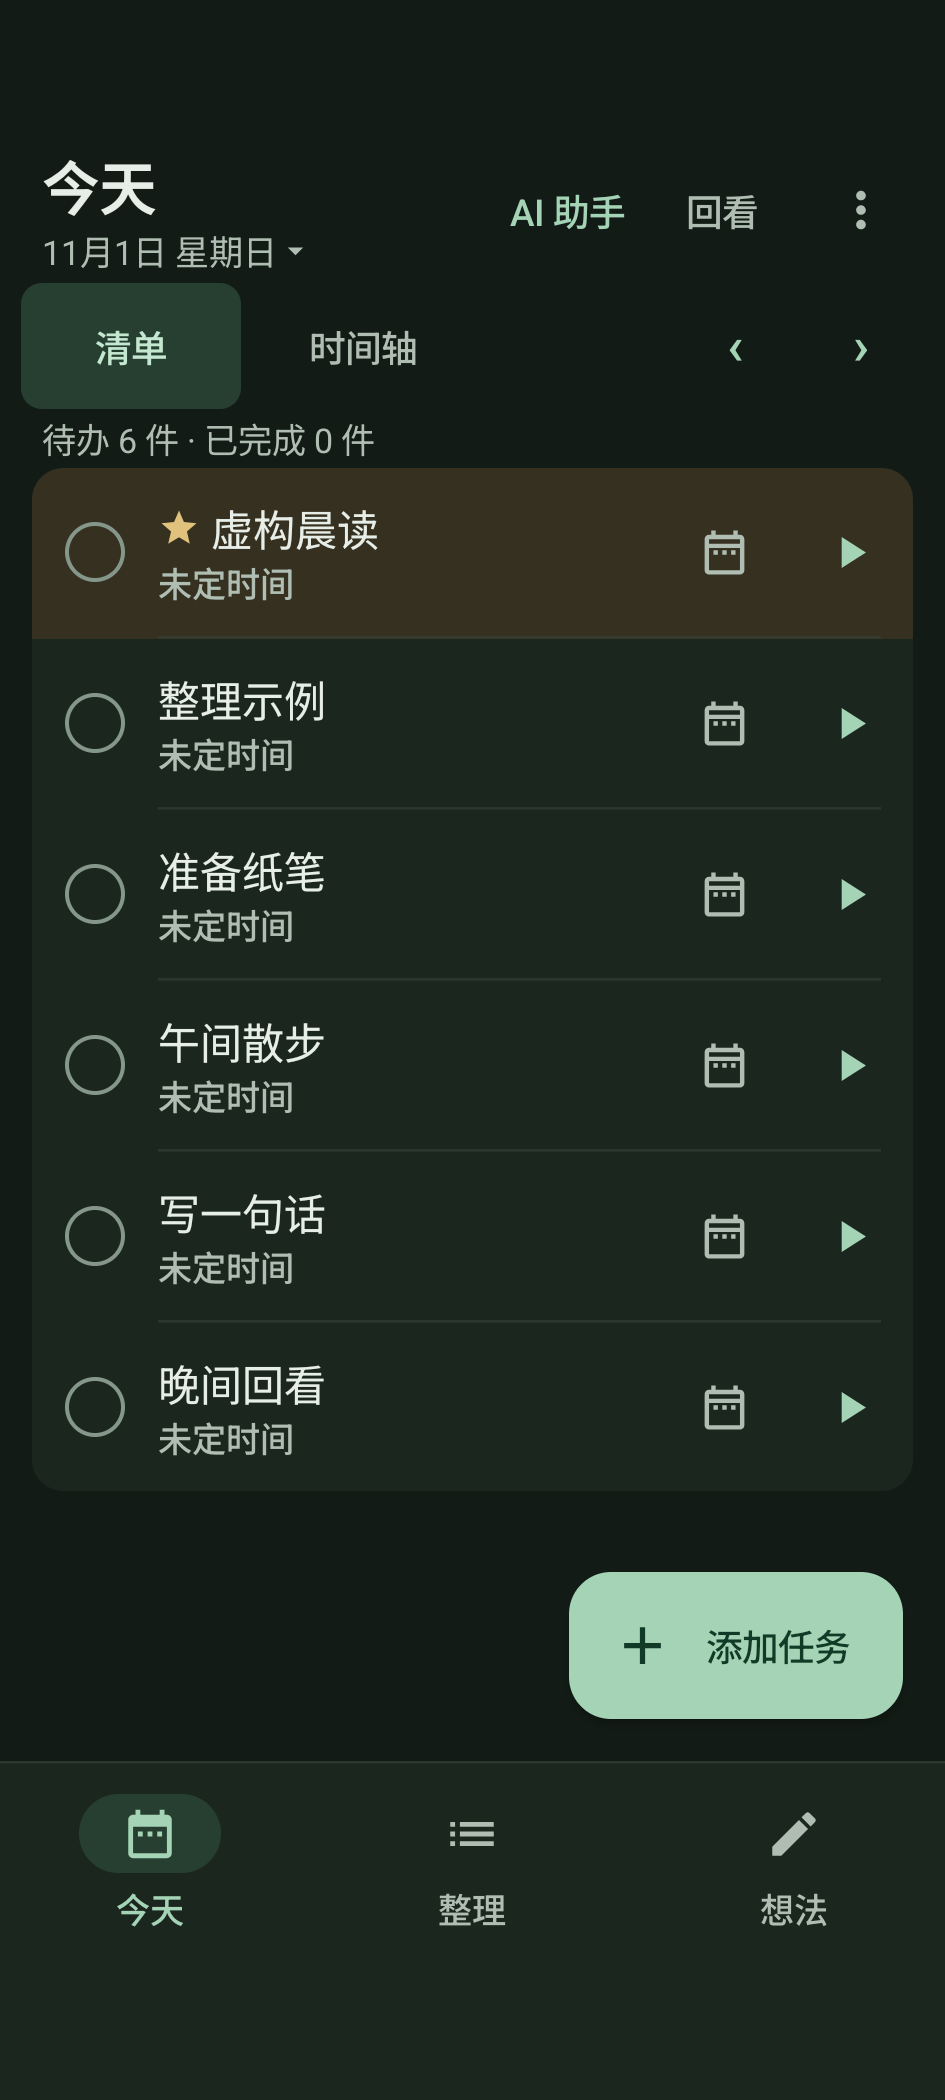 今天
AI 助手
回看
11月1日 星期日
清单
时间轴
‹
›
待办 6 件 · 已完成 0 件
虚构晨读
未定时间
整理示例
未定时间
准备纸笔
未定时间
午间散步
未定时间
写一句话
未定时间
晚间回看
未定时间
添加任务
今天
整理
想法